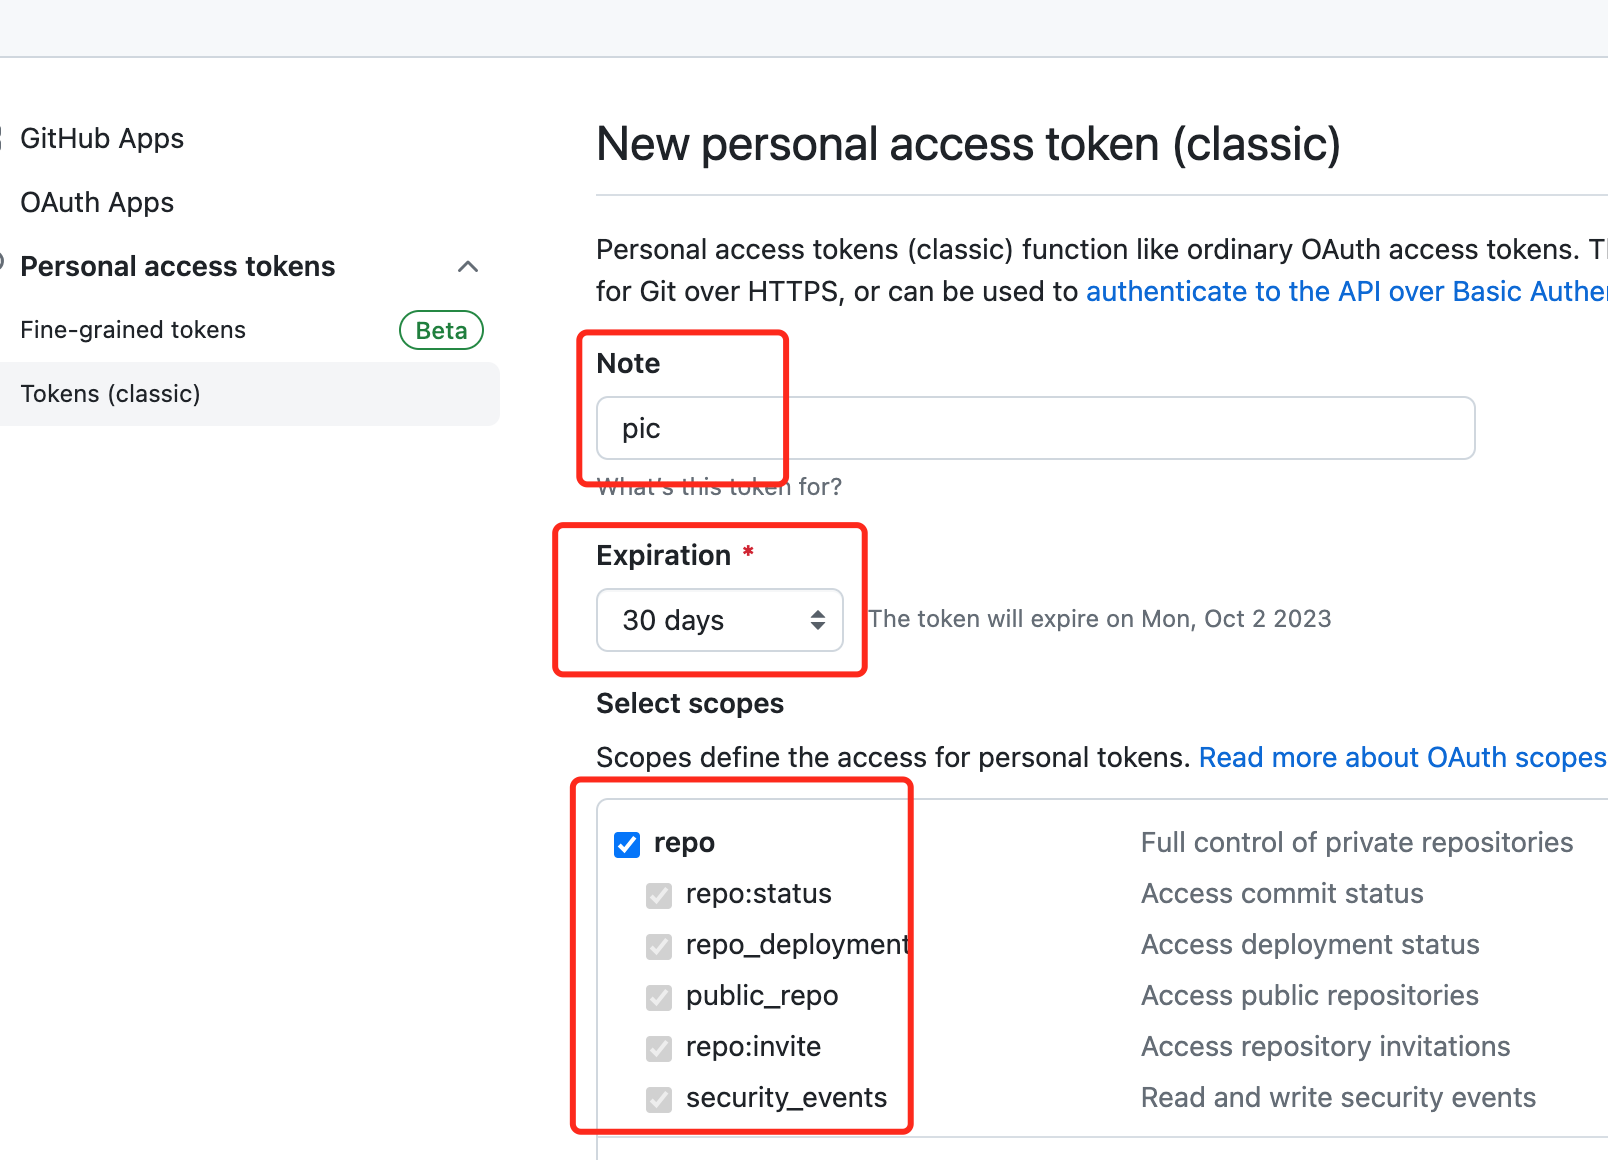 GitHub Apps
OAuth Apps
Personal access tokens
Fine-grained tokens Beta
Tokens (classic)
New personal access token (classic)
Personal access tokens (classic) function like ordinary OAuth access tokens.
for Git over HTTPS, or can be used to authenticate to the API over Basic
Note
pic
What's this token for?
Expiration *
30 days The token will expire on Mon, Oct 2 2023
Select scopes
Scopes define the access for personal tokens. Read more about OAuth scopes
repo Full control of private repositories
repo:status Access commit status
repo_deployment Access deployment status
public_repo Access public repositories
repo:invite Access repository invitations
security_events Read and write security events